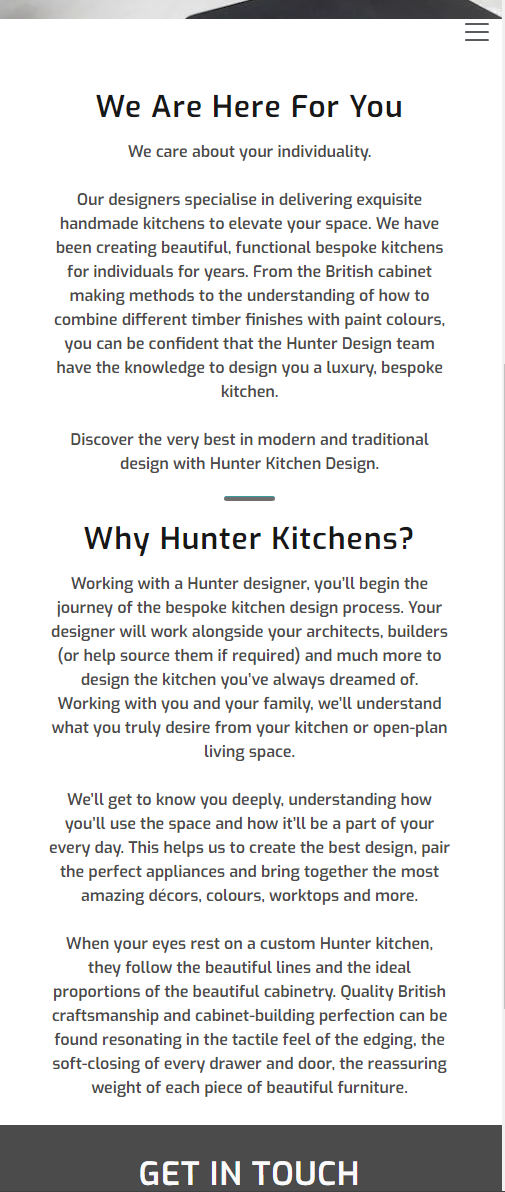 We Are Here For You
We care about your individuality.
Our designers specialise in delivering exquisite
handmade kitchens to elevate your space. We have
been creating beautiful, functional bespoke kitchens
for individuals for years. From the British cabinet
making methods to the understanding of how to
combine different timber finishes with paint colours,
you can be confident that the Hunter Design team
have the knowledge to design you a luxury, bespoke
kitchen.
Discover the very best in modern and traditional
design with Hunter Kitchen Design.
Why Hunter Kitchens?
Working with a Hunter designer, you'll begin the
journey of the bespoke kitchen design process. Your
designer will work alongside your architects, builders
(or help source them if required) and much more to
design the kitchen you've always dreamed of.
Working with you and your family, we'll understand
what you truly desire from your kitchen or open-plan
living space.
We'll get to know you deeply, understanding how
you'll use the space and how it'll be a part of your
every day. This helps us to create the best design, pair
the perfect appliances and bring together the most
amazing décors, colours, worktops and more.
When your eyes rest on a custom Hunter kitchen,
they follow the beautiful lines and the ideal
proportions of the beautiful cabinetry. Quality British
craftsmanship and cabinet-building perfection can be
found resonating in the tactile feel of the edging, the
soft-closing of every drawer and door, the reassuring
weight of each piece of beautiful furniture.
GET IN TOUCH